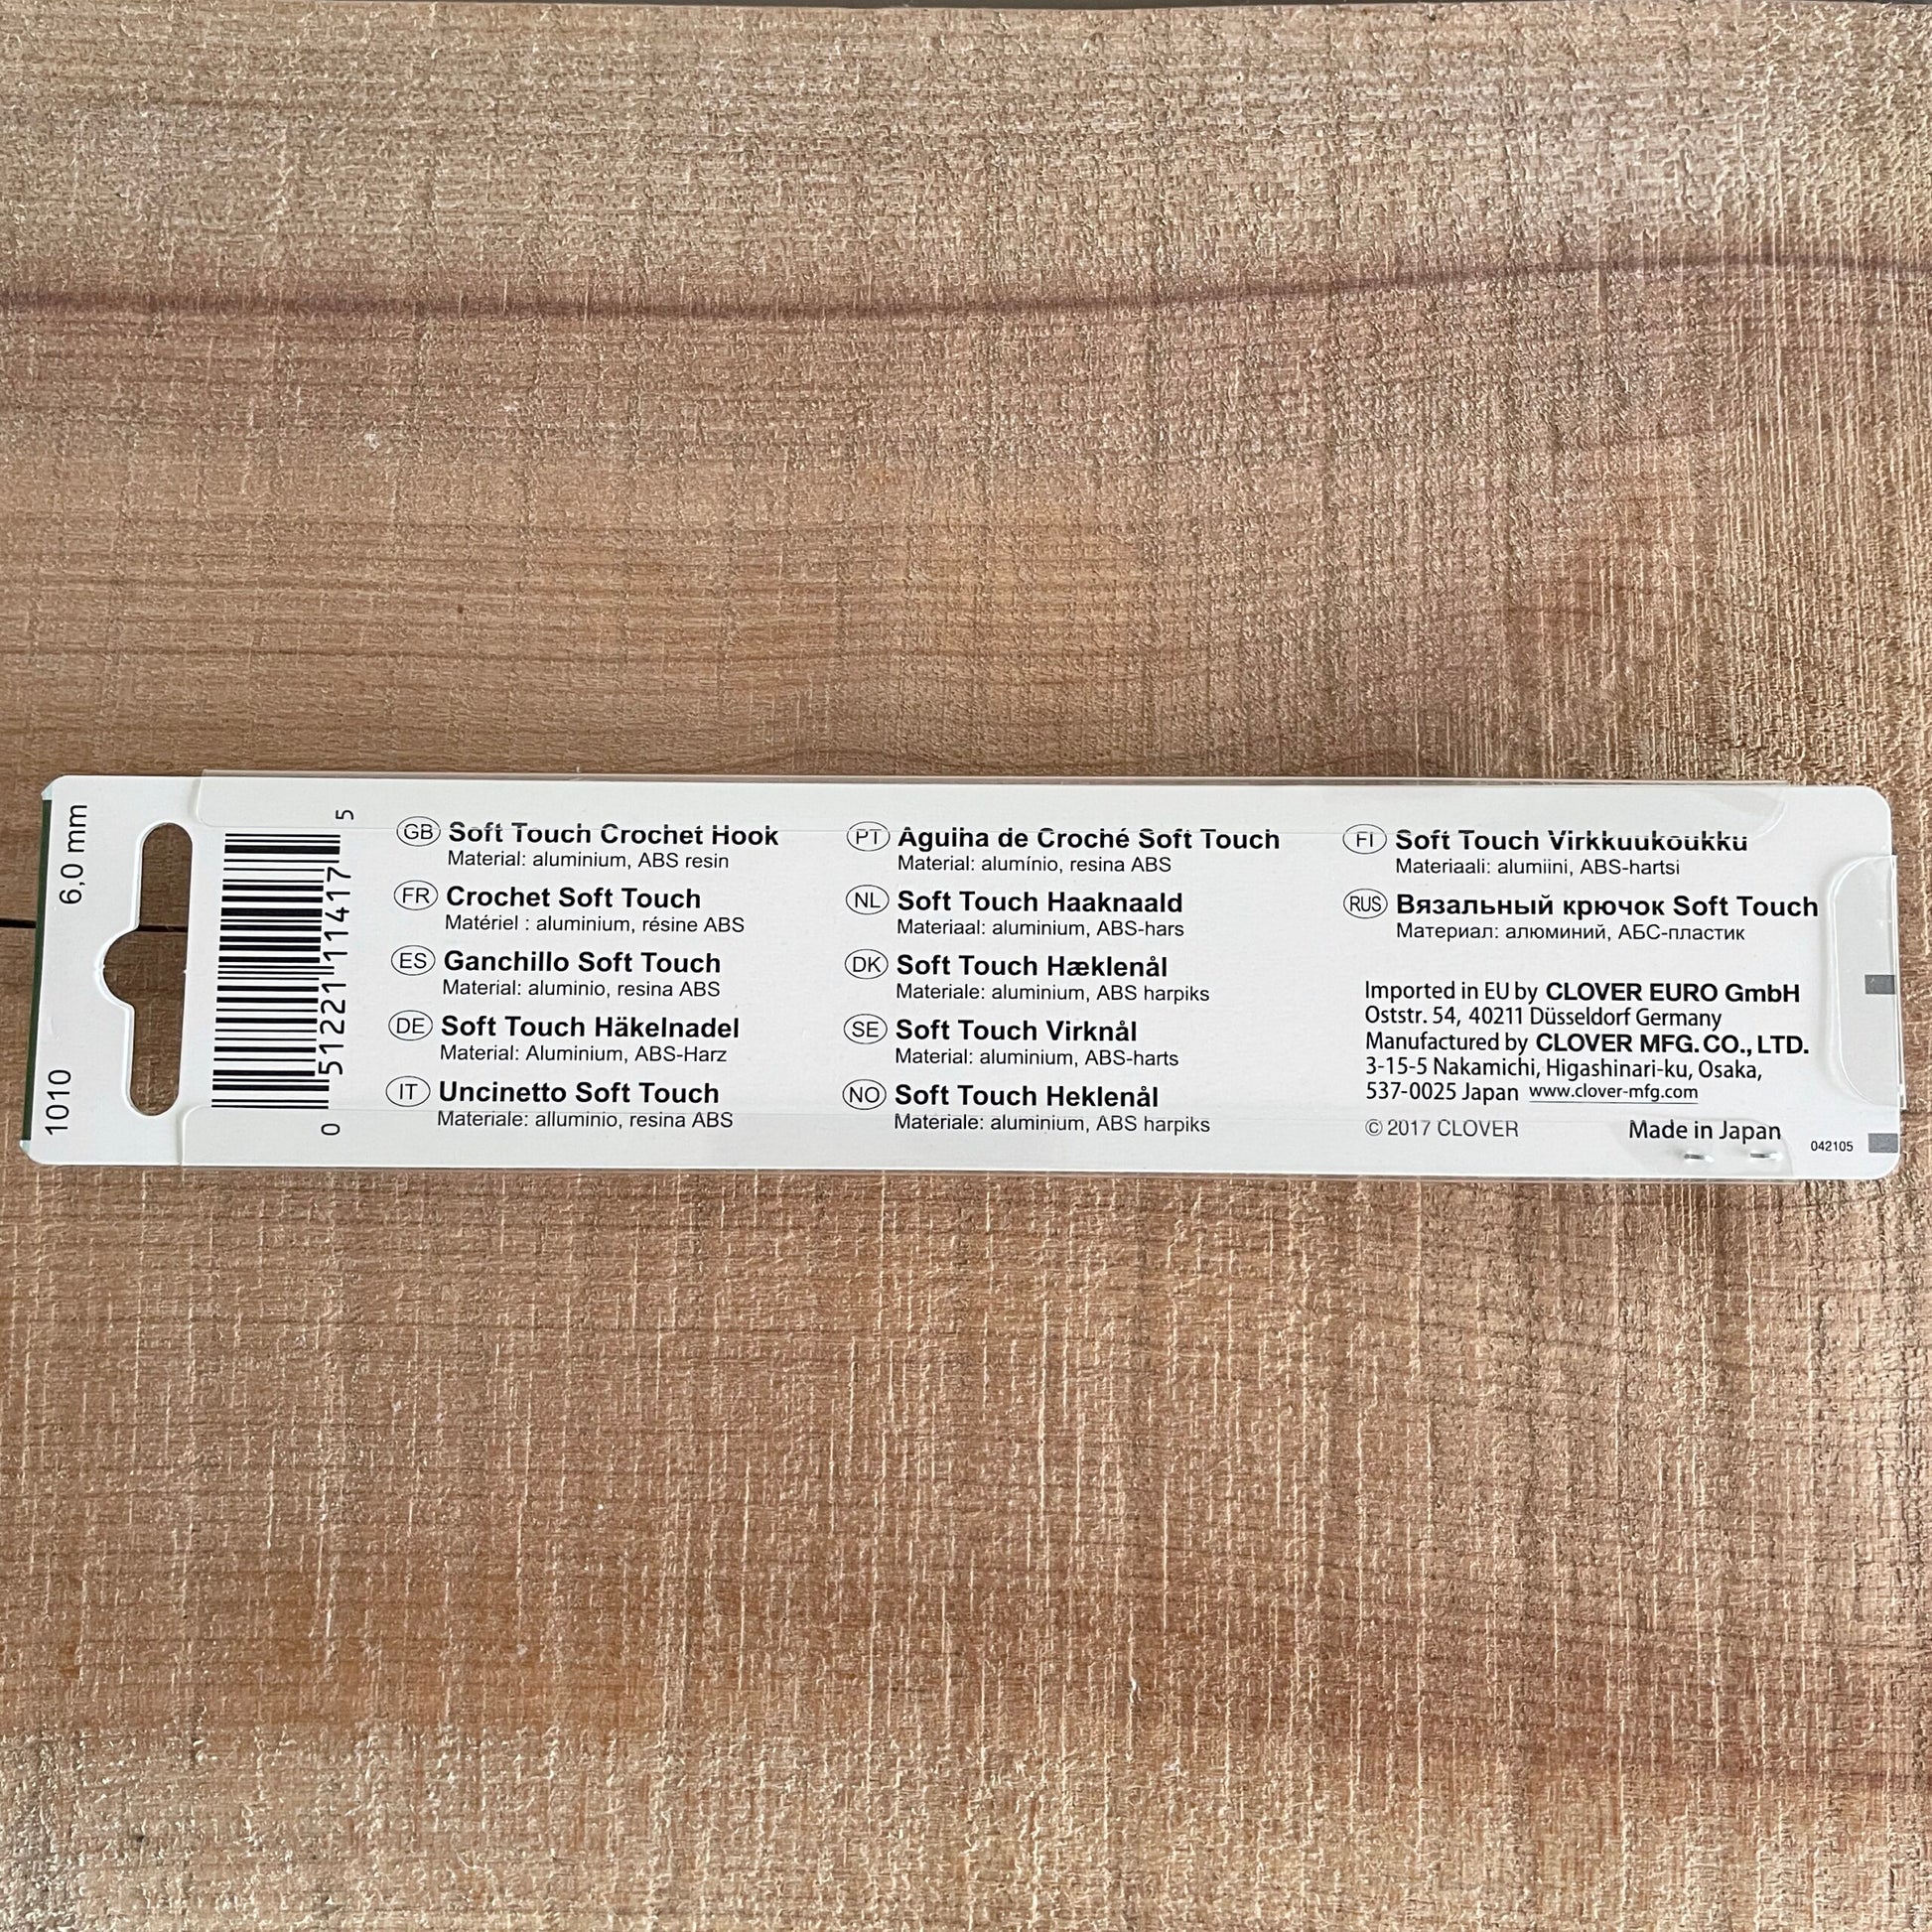 6,0 mm
1010
0 51221 11417 5
GB Soft Touch Crochet Hook
Material: aluminium, ABS resin
FR Crochet Soft Touch
Matériel : aluminium, résine ABS
ES Ganchillo Soft Touch
Material: aluminio, resina ABS
DE Soft Touch Häkelnadel
Material: Aluminium, ABS-Harz
IT Uncinetto Soft Touch
Materiale: alluminio, resina ABS
PT Agulha de Croché Soft Touch
Material: alumínio, resina ABS
NL Soft Touch Haaknaald
Materiaal: aluminium, ABS-hars
DK Soft Touch Hæklenål
Materiale: aluminium, ABS harpiks
SE Soft Touch Virknål
Material: aluminium, ABS-harts
NO Soft Touch Heklenål
Materiale: aluminium, ABS harpiks
FI Soft Touch Virkkuukoukku
Materiaali: alumiini, ABS-hartsi
RUS Вязальный крючок Soft Touch
Материал: алюминий, АБС-пластик
Imported in EU by CLOVER EURO GmbH
Oststr. 54, 40211 Düsseldorf Germany
Manufactured by CLOVER MFG. CO., LTD.
3-15-5 Nakamichi, Higashinari-ku, Osaka,
537-0025 Japan www.clover-mfg.com
© 2017 CLOVER Made in Japan
042105